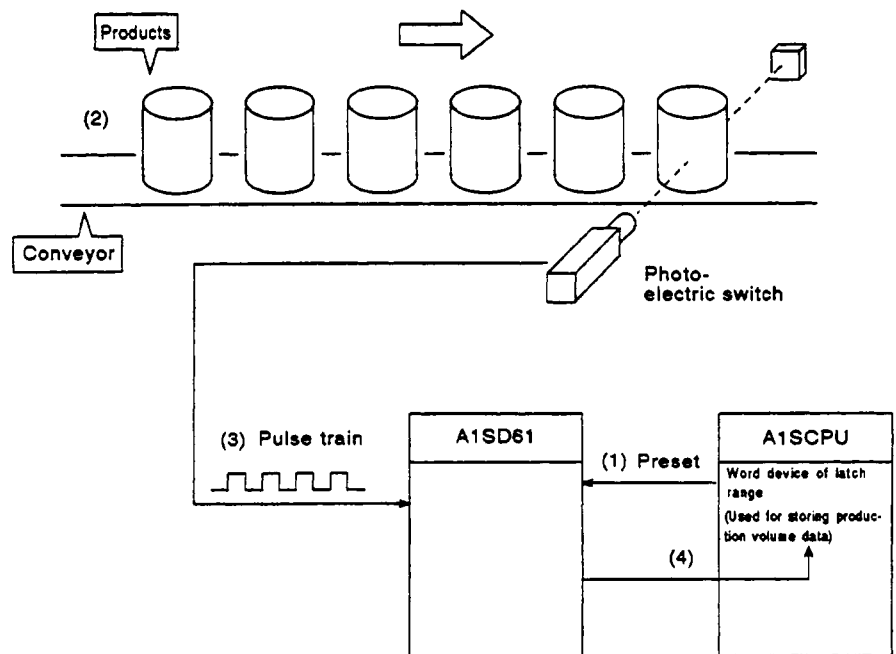 Products
(2)
Conveyor
Photo-
electric switch
(3) Pulse train
A1SD61
A1SCPU
(1) Preset
Word device of latch
range
(Used for storing produc-
tion volume data)
(4)